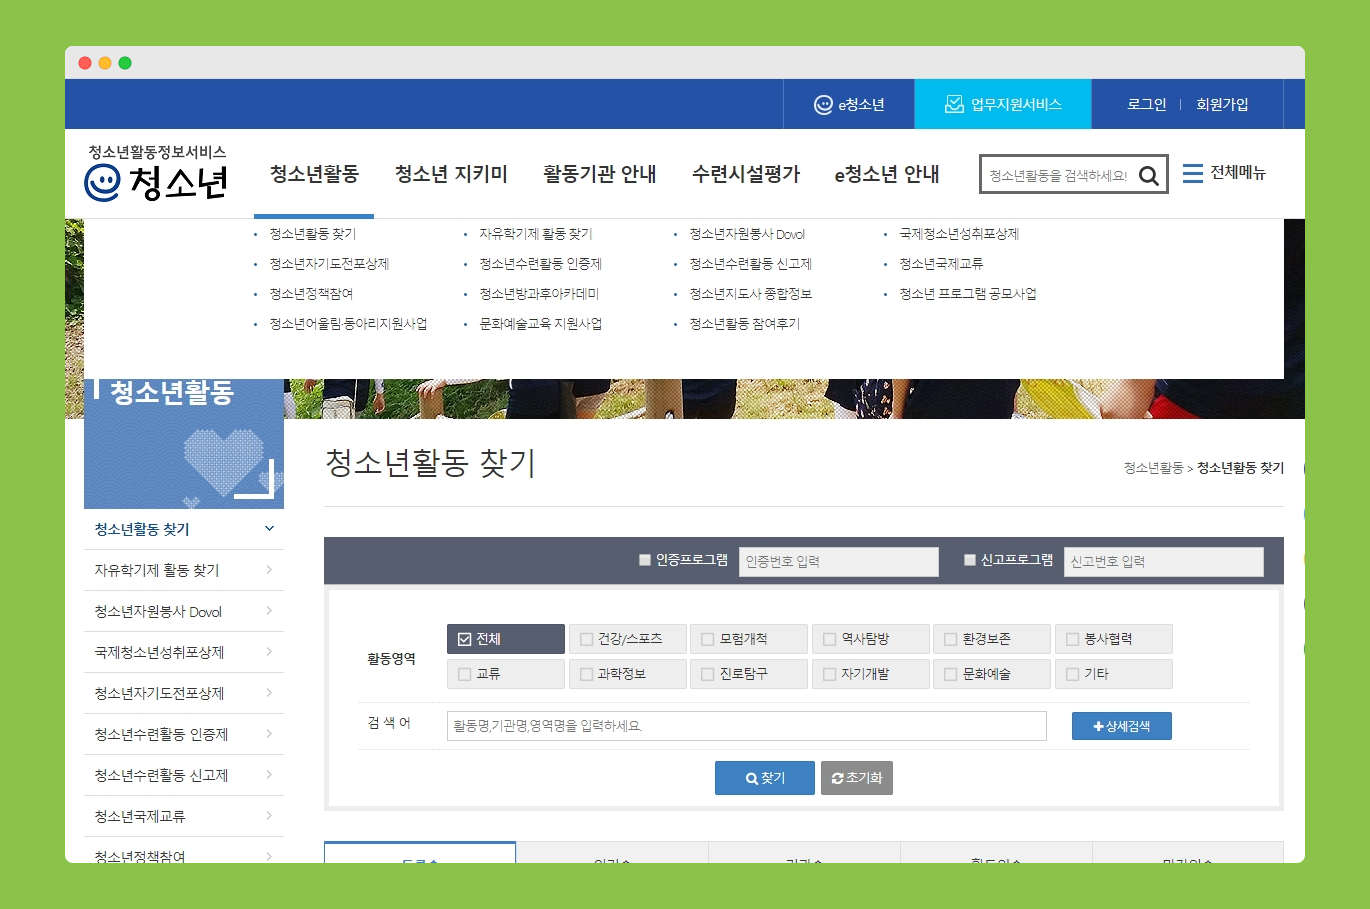 e청소년 업무지원서비스 로그인 회원가입
청소년활동정보서비스
청소년
청소년활동 청소년 지키미 활동기관 안내 수련시설평가 e청소년 안내 청소년활동을 검색하세요! 전체메뉴
청소년활동 찾기 자유학기제 활동 찾기 청소년자원봉사 Dovol 국제청소년성취포상제
청소년자기도전포상제 청소년수련활동 인증제 청소년수련활동 신고제 청소년국제교류
청소년정책참여 청소년방과후아카데미 청소년지도사 종합정보 청소년 프로그램 공모사업
청소년어울림·동아리지원사업 문화예술교육 지원사업 청소년활동 참여후기
청소년활동
청소년활동 찾기
자유학기제 활동 찾기
청소년자원봉사 Dovol
국제청소년성취포상제
청소년자기도전포상제
청소년수련활동 인증제
청소년수련활동 신고제
청소년국제교류
청소년정책참여
청소년활동 찾기
청소년활동 > 청소년활동 찾기
인증프로그램 인증번호 입력 신고프로그램 신고번호 입력
활동영역
전체 건강/스포츠 모험개척 역사탐방 환경보존 봉사협력
교류 과학정보 진로탐구 자기개발 문화예술 기타
검 색 어 활동명,기관명,영역명을 입력하세요. +상세검색
찾기 초기화